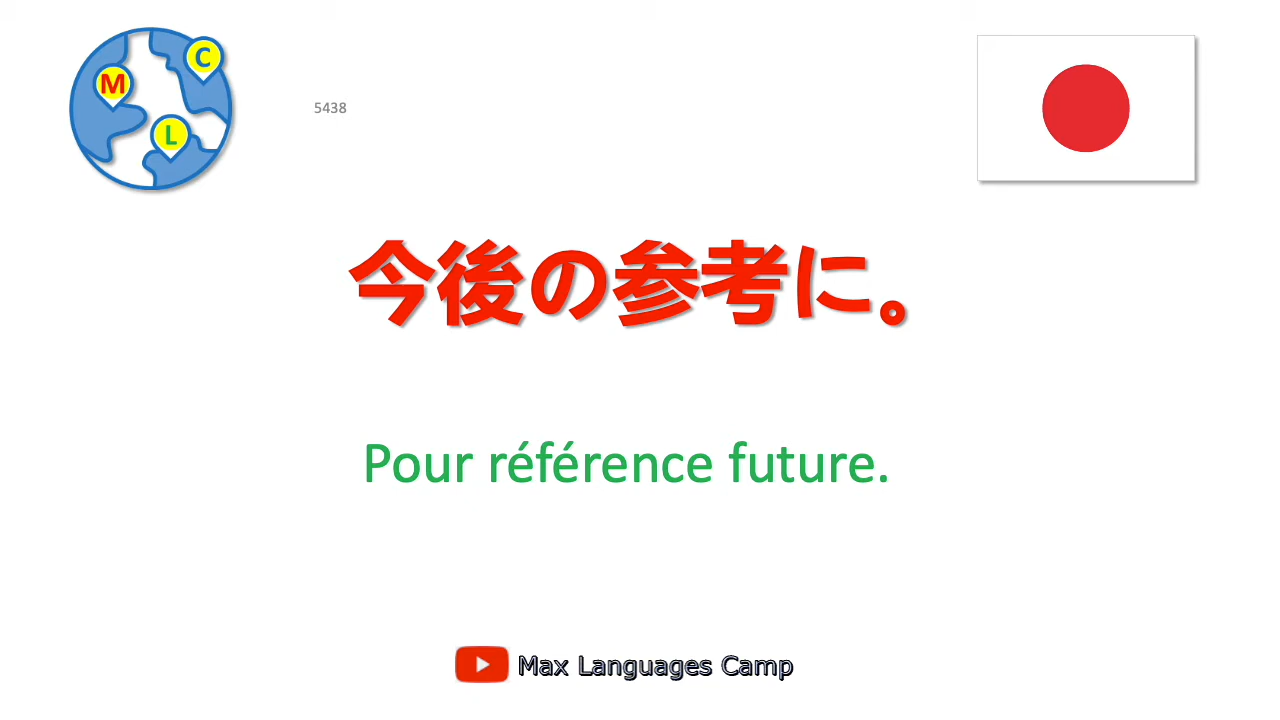 M
C
L
5438
今後の参考に。
Pour référence future.
Max Languages Camp